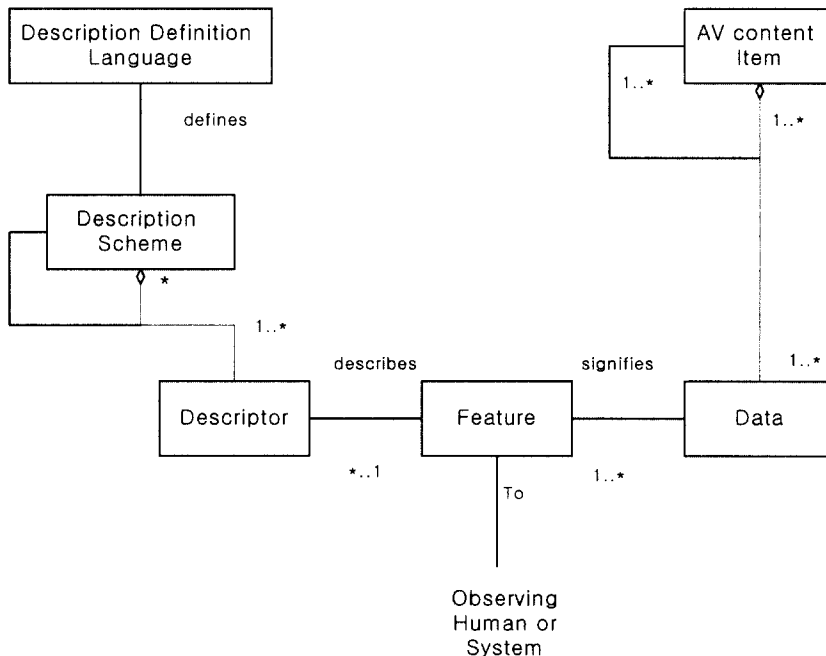 Description Definition
Language
AV content
Item
1..*
1..*
defines
Description
Scheme
*
1..*
1..*
describes
signifies
Descriptor
Feature
Data
*..1
1..*
To
Observing
Human or
System